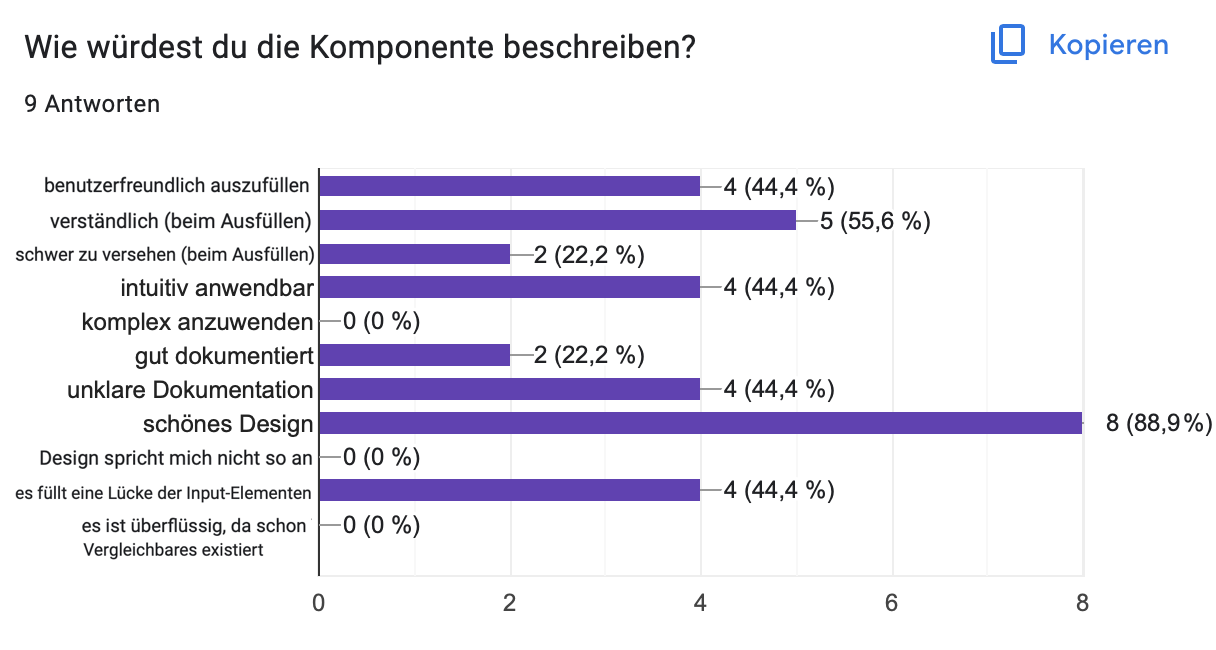 Wie würdest du die Komponente beschreiben?
Kopieren
9 Antworten
benutzerfreundlich auszufüllen 4 (44,4 %)
verständlich (beim Ausfüllen) 5 (55,6 %)
schwer zu versehen (beim Ausfüllen) 2 (22,2 %)
intuitiv anwendbar 4 (44,4 %)
komplex anzuwenden 0 (0 %)
gut dokumentiert 2 (22,2 %)
unklare Dokumentation 4 (44,4 %)
schönes Design 8 (88,9 %)
Design spricht mich nicht so an 0 (0 %)
es füllt eine Lücke der Input-Elementen 4 (44,4 %)
es ist überflüssig, da schon 0 (0 %)
Vergleichbares existiert
0 2 4 6 8